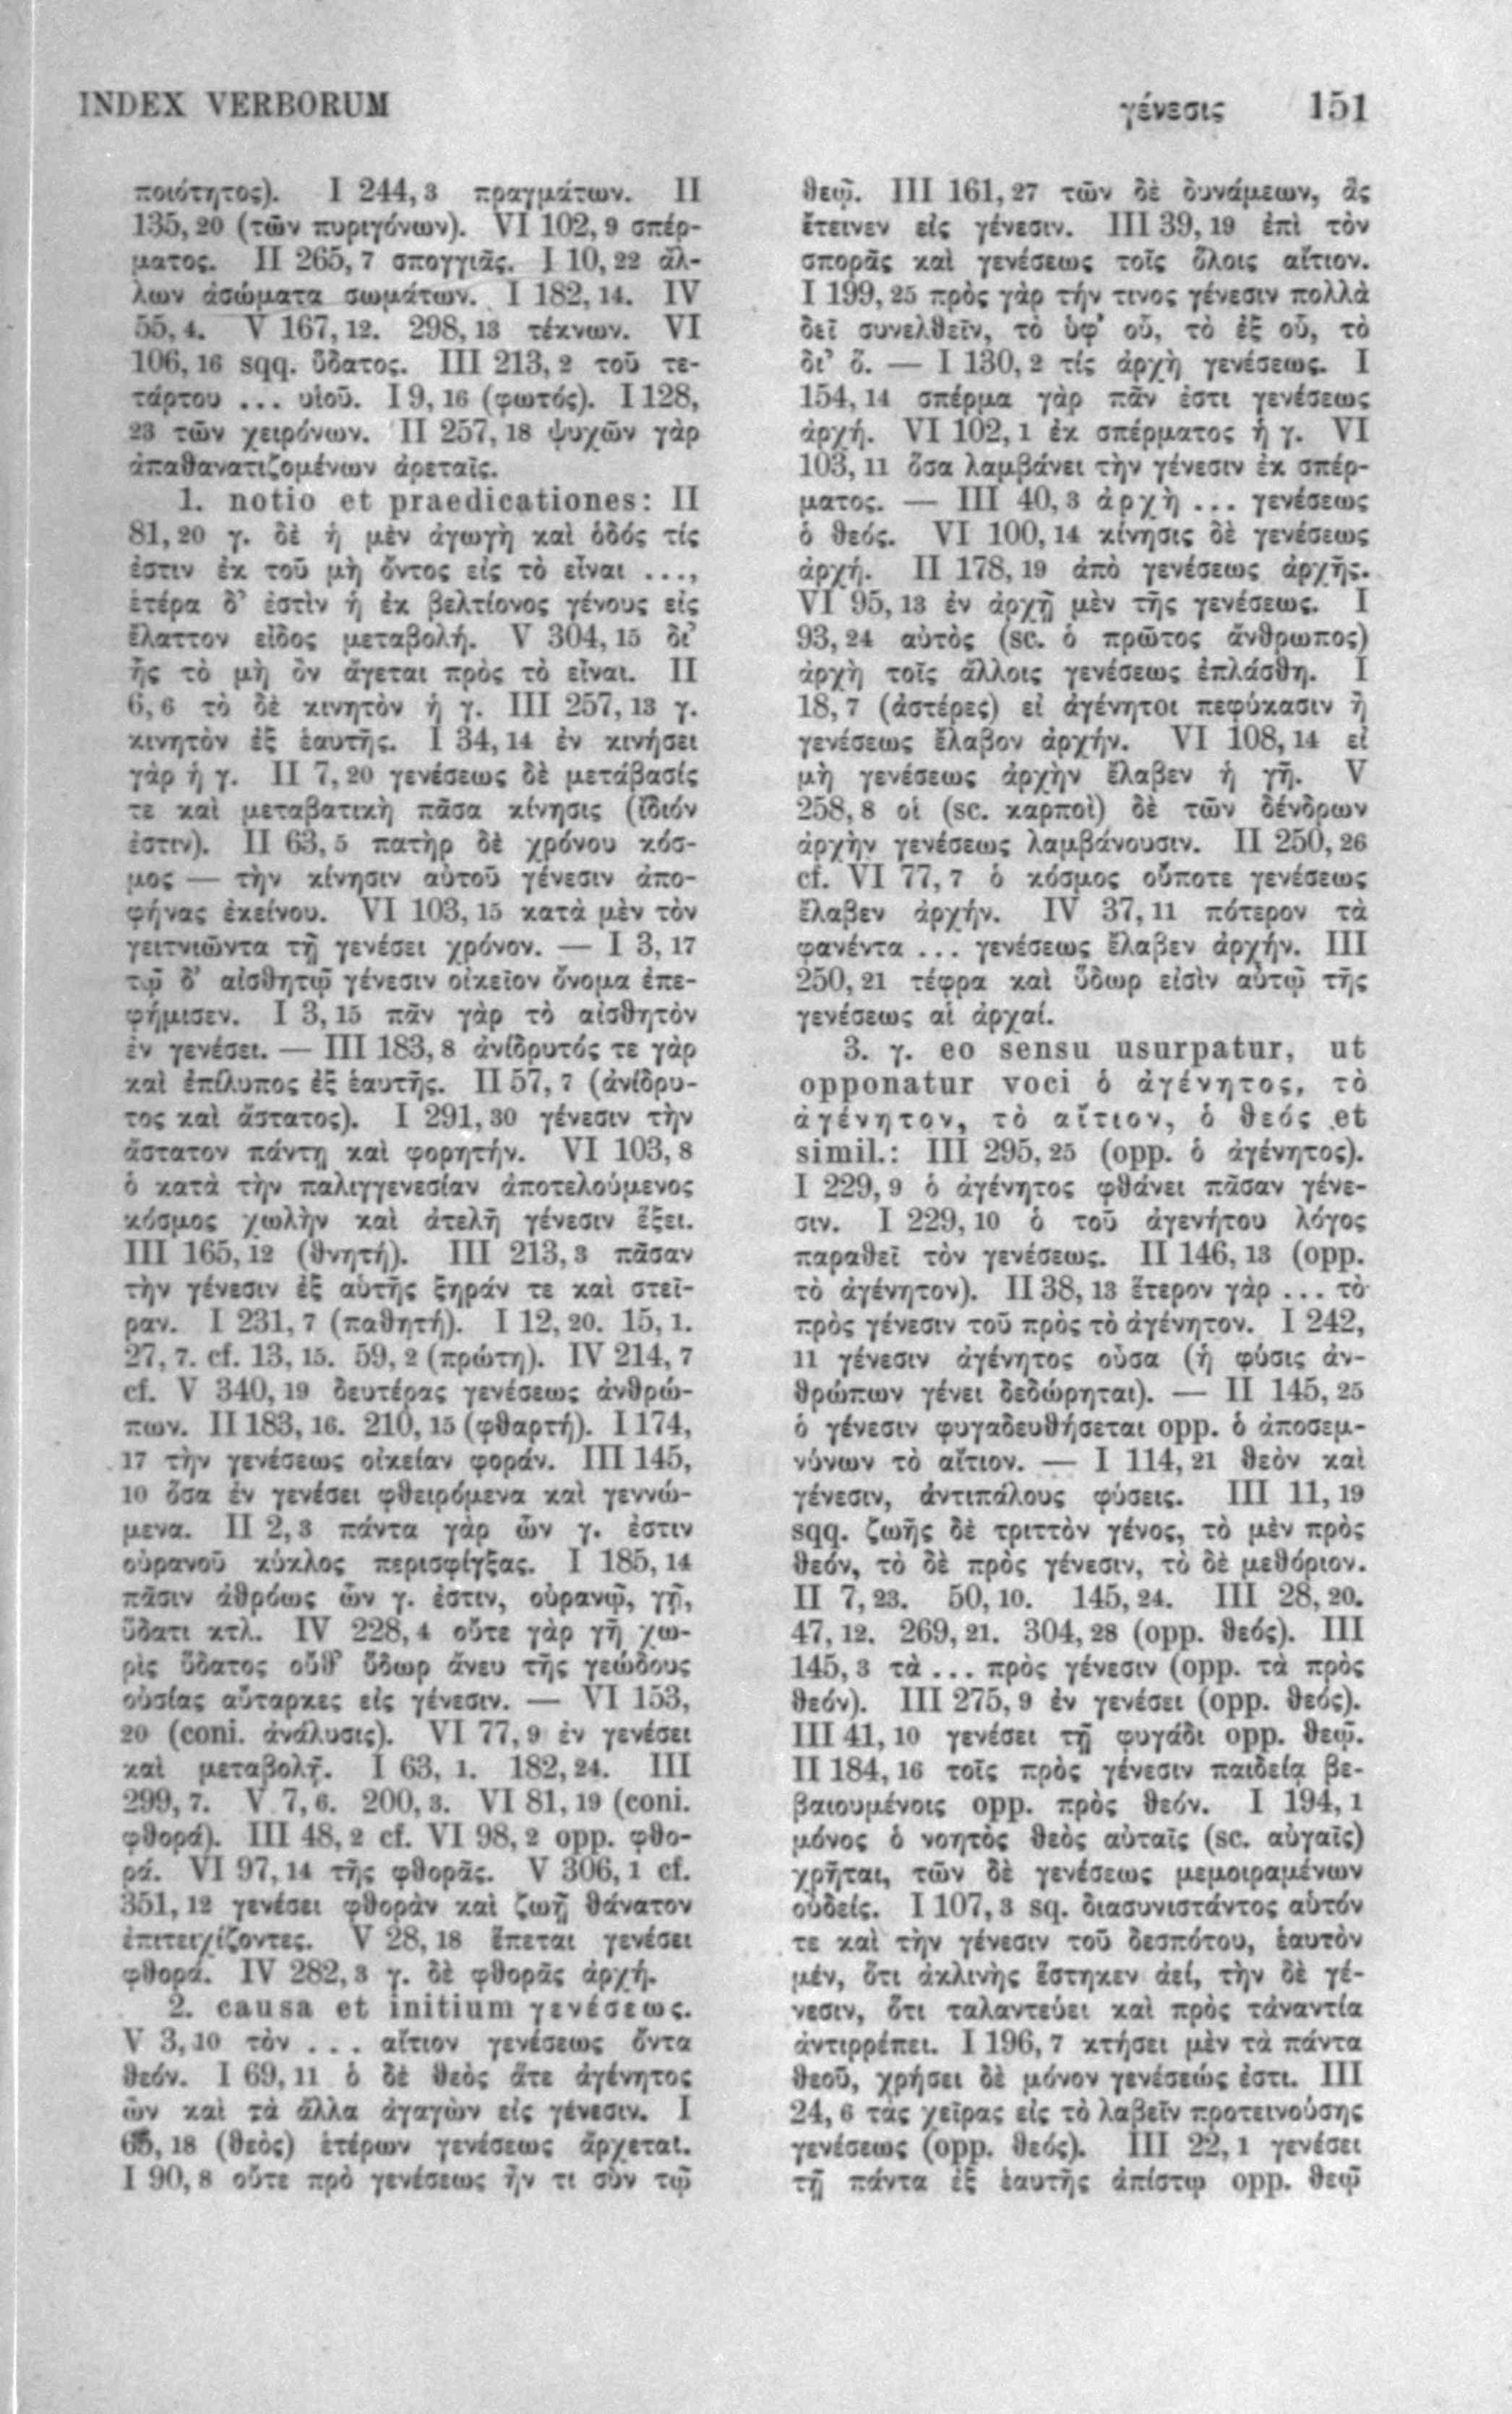 INDEX VERBORUM
γένεσις 151
ποιότητος). I 244, 3 πραγμάτων. II
135, 20 (τῶν πυριγόνων). VI 102, 9 σπέρ-
ματος. II 265, 7 σπογγιᾶς. I 10, 22 ἄλ-
λων ἀσώματα σωμάτων. I 182, 14. IV
55, 4. V 167, 12. 298, 13 τέκνων. VI
106, 16 sqq. ὕδατος. III 213, 2 τοῦ τε-
τάρτου ... υἱοῦ. I 9, 16 (φωτός). I 128,
23 τῶν χειρόνων. II 257, 18 ψυχῶν γὰρ
ἀπαθανατιζομένων ἀρεταῖς.
1. notio et praedicationes: II
81, 20 γ. δὲ ἡ μὲν ἀγωγὴ καὶ ὁδός τίς
ἐστιν ἐκ τοῦ μὴ ὄντος εἰς τὸ εἶναι ...,
ἑτέρα δ’ ἐστὶν ἡ ἐκ βελτίονος γένους εἰς
ἔλαττον εἶδος μεταβολή. V 304, 15 δι’
ἧς τὸ μὴ ὂν ἄγεται πρὸς τὸ εἶναι. II
6, 6 τὸ δὲ κινητὸν ἡ γ. III 257, 13 γ.
κινητὸν ἐξ ἑαυτῆς. I 34, 14 ἐν κινήσει
γὰρ ἡ γ. II 7, 20 γενέσεως δὲ μετάβασίς
τε καὶ μεταβατικὴ πᾶσα κίνησις (ἴδιόν
ἐστιν). II 63, 5 πατὴρ δὲ χρόνου κόσ-
μος — τὴν κίνησιν αὐτοῦ γένεσιν ἀπο-
φήνας ἐκείνου. VI 103, 15 κατὰ μὲν τὸν
γειτνιῶντα τῇ γενέσει χρόνον. — I 3, 17
τῷ δ’ αἰσθητῷ γένεσιν οἰκεῖον ὄνομα ἐπε-
φήμισεν. I 3, 15 πᾶν γὰρ τὸ αἰσθητὸν
ἐν γενέσει. — III 183, 8 ἀνίδρυτός τε γὰρ
καὶ ἐπίλυπος ἐξ ἑαυτῆς. II 57, 7 (ἀνίδρυ-
τος καὶ ἄστατος). I 291, 30 γένεσιν τὴν
ἄστατον πάντῃ καὶ φορητήν. VI 103, 8
ὁ κατὰ τὴν παλιγγενεσίαν ἀποτελούμενος
κόσμος χωλὴν καὶ ἀτελῆ γένεσιν ἕξει.
III 165, 12 (θνητή). III 213, 3 πᾶσαν
τὴν γένεσιν ἐξ αὑτῆς ξηράν τε καὶ στεῖ-
ραν. I 231, 7 (παθητή). I 12, 20. 15, 1.
27, 7. cf. 13, 15. 59, 2 (πρώτη). IV 214, 7
cf. V 340, 19 δευτέρας γενέσεως ἀνθρώ-
πων. II 183, 16. 210, 15 (φθαρτή). I 174,
17 τὴν γενέσεως οἰκείαν φοράν. III 145,
10 ὅσα ἐν γενέσει φθειρόμενα καὶ γεννώ-
μενα. II 2, 3 πάντα γὰρ ὧν γ. ἐστιν
οὐρανοῦ κύκλος περισφίγξας. I 185, 14
πᾶσιν ἀθρόως ὧν γ. ἐστιν, οὐρανῷ, γῇ,
ὕδατι κτλ. IV 228, 4 οὔτε γὰρ γῆ χω-
ρὶς ὕδατος οὔθ’ ὕδωρ ἄνευ τῆς γεώδους
οὐσίας αὔταρκες εἰς γένεσιν. — VI 153,
20 (coni. ἀνάλυσις). VI 77, 9 ἐν γενέσει
καὶ μεταβολῇ. I 63, 1. 182, 24. III
299, 7. V 7, 6. 200, 3. VI 81, 19 (coni.
φθορά). III 48, 2 cf. VI 98, 2 opp. φθο-
ρά. VI 97, 14 τῆς φθορᾶς. V 306, 1 cf.
351, 12 γενέσει φθορὰν καὶ ζωῇ θάνατον
ἐπιτειχίζοντες. V 28, 18 ἕπεται γενέσει
φθορά. IV 282, 3 γ. δὲ φθορᾶς ἀρχή.
2. causa et initium γενέσεως.
V 3, 10 τὸν ... αἴτιον γενέσεως ὄντα
θεόν. I 69, 11 ὁ δὲ θεὸς ἅτε ἀγένητος
ὢν καὶ τὰ ἄλλα ἀγαγὼν εἰς γένεσιν. I
18 (θεὸς) ἑτέρων γενέσεως ἄρχεται.
I 90, 8 οὔτε πρὸ γενέσεως ἦν τι σὺν τῷ
θεῷ. III 161, 27 τῶν δὲ δυνάμεων, ἃς
ἔτεινεν εἰς γένεσιν. III 39, 19 ἐπὶ τὸν
σπορᾶς καὶ γενέσεως τοῖς ὅλοις αἴτιον.
I 199, 25 πρὸς γὰρ τήν τινος γένεσιν πολλὰ
δεῖ συνελθεῖν, τὸ ὑφ’ οὗ, τὸ ἐξ οὗ, τὸ
δι’ ὅ. — I 130, 2 τίς ἀρχὴ γενέσεως. I
154, 14 σπέρμα γὰρ πᾶν ἐστι γενέσεως
ἀρχή. VI 102, 1 ἐκ σπέρματος ἡ γ. VI
103, 11 ὅσα λαμβάνει τὴν γένεσιν ἐκ σπέρ-
ματος. — III 40, 3 ἀρχὴ ... γενέσεως
ὁ θεός. VI 100, 14 κίνησις δὲ γενέσεως
ἀρχή. II 178, 19 ἀπὸ γενέσεως ἀρχῆς.
VI 95, 13 ἐν ἀρχῇ μὲν τῆς γενέσεως. I
93, 24 αὐτὸς (sc. ὁ πρῶτος ἄνθρωπος)
ἀρχὴ τοῖς ἄλλοις γενέσεως ἐπλάσθη. I
18, 7 (ἀστέρες) εἰ ἀγένητοι πεφύκασιν ἢ
γενέσεως ἔλαβον ἀρχήν. VI 108, 14 εἰ
μὴ γενέσεως ἀρχὴν ἔλαβεν ἡ γῆ. V
258, 8 οἱ (sc. καρποὶ) δὲ τῶν δένδρων
ἀρχὴν γενέσεως λαμβάνουσιν. II 250, 26
cf. VI 77, 7 ὁ κόσμος οὔποτε γενέσεως
ἔλαβεν ἀρχήν. IV 37, 11 πότερον τὰ
φανέντα ... γενέσεως ἔλαβεν ἀρχήν. III
250, 21 τέφρα καὶ ὕδωρ εἰσὶν αὐτῷ τῆς
γενέσεως αἱ ἀρχαί.
3. γ. eo sensu usurpatur, ut
opponatur voci ὁ ἀγένητος, τὸ
ἀγένητον, τὸ αἴτιον, ὁ θεός et
simil.: III 295, 25 (opp. ὁ ἀγένητος).
I 229, 9 ὁ ἀγένητος φθάνει πᾶσαν γένε-
σιν. I 229, 10 ὁ τοῦ ἀγενήτου λόγος
παραθεῖ τὸν γενέσεως. II 146, 13 (opp.
τὸ ἀγένητον). II 38, 13 ἕτερον γὰρ ... τὸ
πρὸς γένεσιν τοῦ πρὸς τὸ ἀγένητον. I 242,
11 γένεσιν ἀγένητος οὖσα (ἡ φύσις ἀν-
θρώπων γένει δεδώρηται). — II 145, 25
ὁ γένεσιν φυγαδευθήσεται opp. ὁ ἀποσεμ-
νύνων τὸ αἴτιον. — I 114, 21 θεὸν καὶ
γένεσιν, ἀντιπάλους φύσεις. III 11, 19
sqq. ζωῆς δὲ τριττὸν γένος, τὸ μὲν πρὸς
θεόν, τὸ δὲ πρὸς γένεσιν, τὸ δὲ μεθόριον.
II 7, 23. 50, 10. 145, 24. III 28, 20.
47, 12. 269, 21. 304, 28 (opp. θεός). III
145, 3 τὰ ... πρὸς γένεσιν (opp. τὰ πρὸς
θεόν). III 275, 9 ἐν γενέσει (opp. θεός).
III 41, 10 γενέσει τῇ φυγάδι opp. θεῷ.
II 184, 16 τοῖς πρὸς γένεσιν παιδείᾳ βε-
βαιουμένοις opp. πρὸς θεόν. I 194, 1
μόνος ὁ νοητὸς θεὸς αὐταῖς (sc. αὐγαῖς)
χρῆται, τῶν δὲ γενέσεως μεμοιραμένων
οὐδείς. I 107, 3 sq. διασυνιστάντος αὑτόν
τε καὶ τὴν γένεσιν τοῦ δεσπότου, ἑαυτὸν
μέν, ὅτι ἀκλινὴς ἕστηκεν ἀεί, τὴν δὲ γέ-
νεσιν, ὅτι ταλαντεύει καὶ πρὸς τἀναντία
ἀντιρρέπει. I 196, 7 κτήσει μὲν τὰ πάντα
θεοῦ, χρήσει δὲ μόνον γενέσεώς ἐστι. III
24, 6 τὰς χεῖρας εἰς τὸ λαβεῖν προτεινούσης
γενέσεως (opp. θεός). III 22, 1 γενέσει
τῇ πάντα ἐξ ἑαυτῆς ἀπίστῳ opp. θεῷ